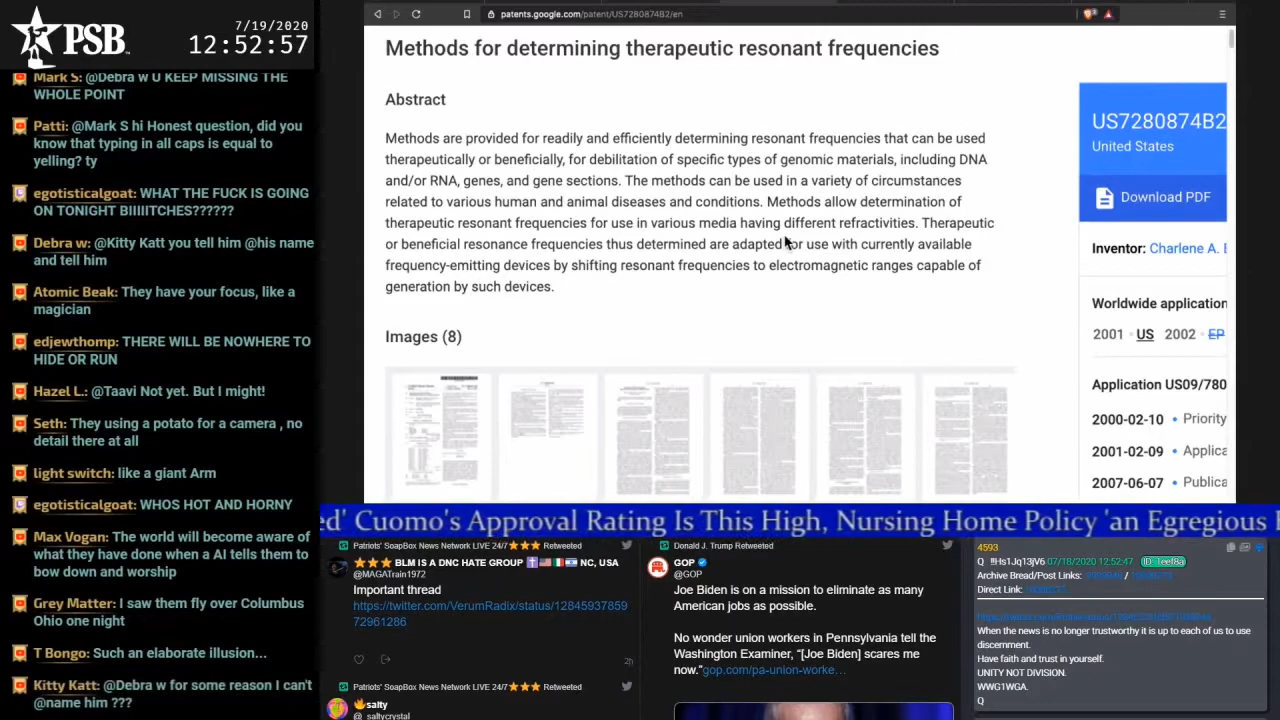 PSB
7/19/2020
12:52:57
Mark S: @Debra w U KEEP MISSING THE
WHOLE POINT
Patti: @Mark S hi Honest question, did you
know that typing in all caps is equal to
yelling? ty
egotisticalgoat: WHAT THE FUCK IS GOING
ON TONIGHT BIIIIITCHES??????
Debra w: @Kitty Katt you tell him @his name
and tell him
Atomic Beak: They have your focus, like a
magician
edjewthomp: THERE WILL BE NOWHERE TO
HIDE OR RUN
Hazel L.: @Taavi Not yet. But I might!
Seth: They using a potato for a camera , no
detail there at all
light switch: like a giant Arm
egotisticalgoat: WHOS HOT AND HORNY
Max Vogan: The world will become aware of
what they have done when a AI tells them to
bow down and worship
Grey Matter: I saw them fly over Columbus
Ohio one night
T Bongo: Such an elaborate illusion...
Kitty Katt: @Debra w for some reason I can't
@name him ???
patents.google.com/patent/US7280874B2/en
Methods for determining therapeutic resonant frequencies
Abstract
Methods are provided for readily and efficiently determining resonant frequencies that can be used
therapeutically or beneficially, for debilitation of specific types of genomic materials, including DNA
and/or RNA, genes, and gene sections. The methods can be used in a variety of circumstances
related to various human and animal diseases and conditions. Methods allow determination of
therapeutic resonant frequencies for use in various media having different refractivities. Therapeutic
or beneficial resonance frequencies thus determined are adapted for use with currently available
frequency-emitting devices by shifting resonant frequencies to electromagnetic ranges capable of
generation by such devices.
Images (8)
US7280874B2
United States
Download PDF
Inventor: Charlene A.
Worldwide application
2001 · US 2002 · EP
Application US09/780
2000-02-10 • Priority
2001-02-09 • Applica
2007-06-07 • Publica
ed' Cuomo's Approval Rating Is This High, Nursing Home Policy 'an Egregious
Patriots' SoapBox News Network LIVE 24/7⭐⭐⭐ Retweeted
⭐⭐⭐ BLM IS A DNC HATE GROUP ✝️🇺🇸🇮🇹🇮🇱 NC, USA
@MAGATrain1972
Important thread
https://twitter.com/VerumRadix/status/12845937859
72961286
2h
Patriots' SoapBox News Network LIVE 24/7⭐⭐⭐ Retweeted
🔥salty
@_saltycrystal
Donald J. Trump Retweeted
GOP
@GOP
Joe Biden is on a mission to eliminate as many
American jobs as possible.
No wonder union workers in Pennsylvania tell the
Washington Examiner, “[Joe Biden] scares me
now.”gop.com/pa-union-worke…
4593
Q !!Hs1Jq13jV6 07/18/2020 12:52:47 ID: 1eef8a
Archive Bread/Post Links: /
Direct Link:
When the news is no longer trustworthy it is up to each of us to use
discernment.
Have faith and trust in yourself.
UNITY NOT DIVISION.
WWG1WGA.
Q